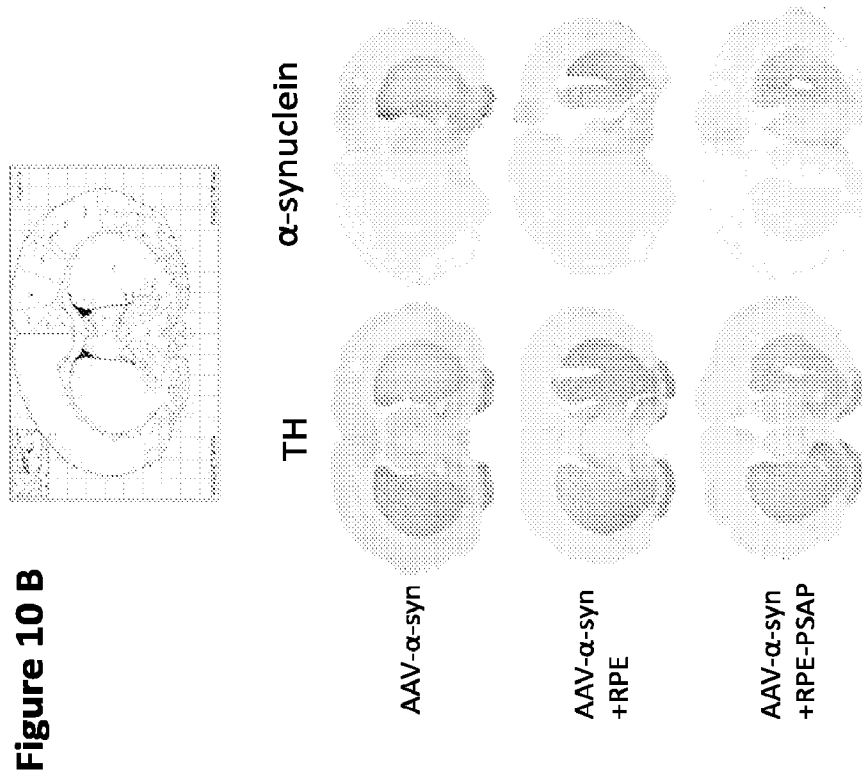 Figure 10 B
TH
α-synuclein
AAV-α-syn
AAV-α-syn
+RPE
AAV-α-syn
+RPE-PSAP